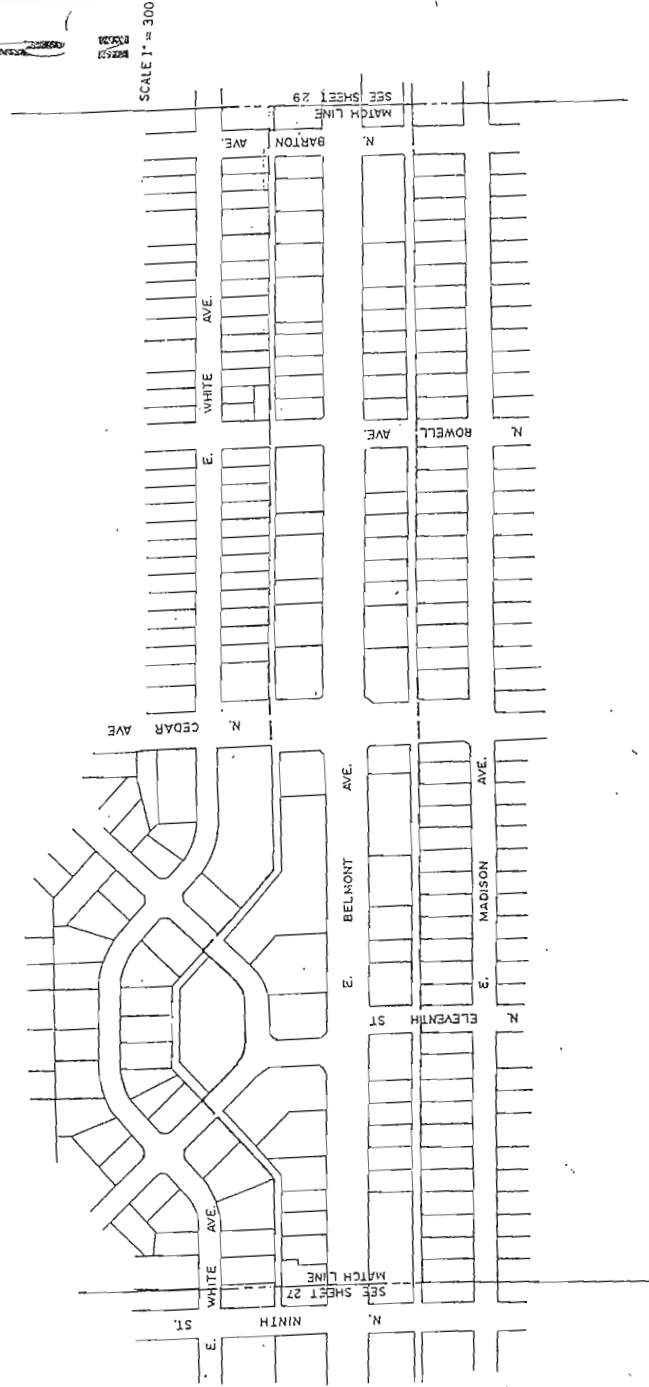 SCALE 1" = 300
SEE SHEET 29
MATCH LINE
N. BARTON AVE.
E. WHITE AVE.
N. ROWELL AVE.
N. CEDAR AVE
E. BELMONT AVE.
E. MADISON AVE.
N. ELEVENTH ST
MATCH LINE
SEE SHEET 27
E. WHITE AVE.
N. NINTH ST.